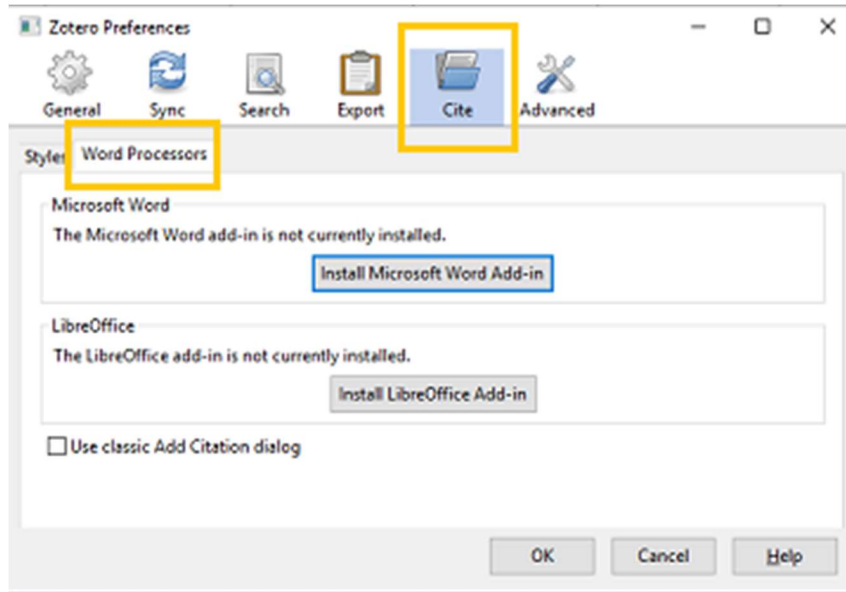 Zotero Preferences
General Sync Search Export Cite Advanced
Styles Word Processors
Microsoft Word
The Microsoft Word add-in is not currently installed.
Install Microsoft Word Add-in
LibreOffice
The LibreOffice add-in is not currently installed.
Install LibreOffice Add-in
Use classic Add Citation dialog
OK Cancel Help